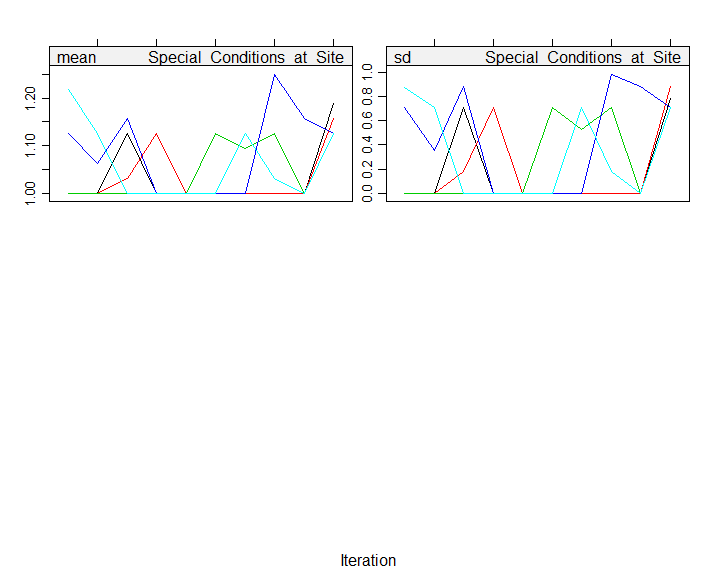 mean Special Conditions at Site
sd Special Conditions at Site
1.00 1.10 1.20
0.0 0.2 0.4 0.6 0.8 1.0
Iteration